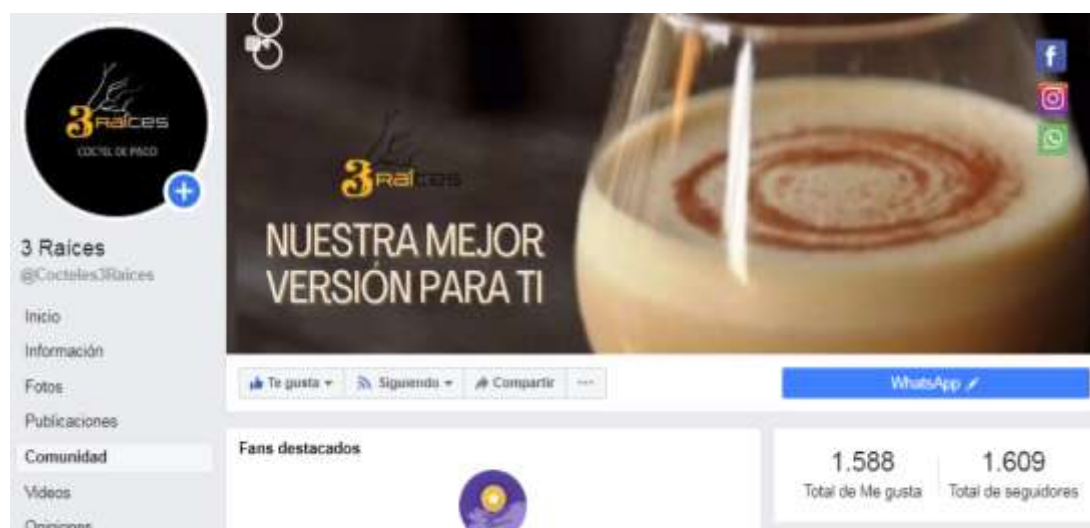 3 Raíces
COCTEL DE PISCO
3 Raíces
@Cocteles3Raices
Inicio
Información
Fotos
Publicaciones
Comunidad
Videos
Opiniones
3 Raíces
NUESTRA MEJOR
VERSIÓN PARA TI
Te gusta
Siguiendo
Compartir
WhatsApp
Fans destacados
1.588
Total de Me gusta
1.609
Total de seguidores